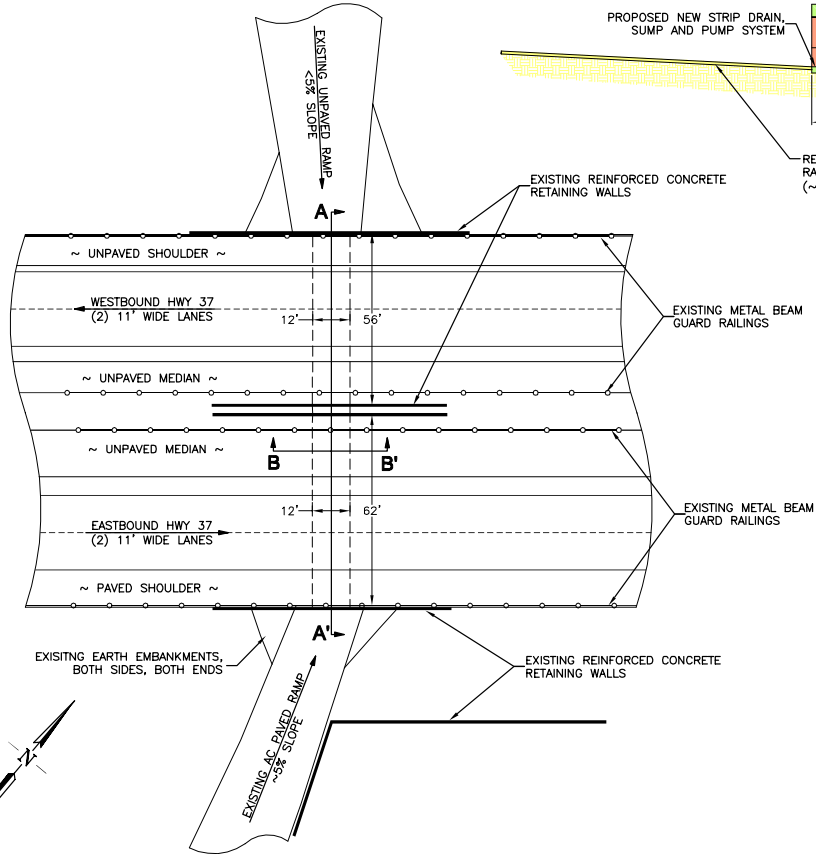 PROPOSED NEW STRIP DRAIN,
SUMP AND PUMP SYSTEM
EXISTING UNPAVED RAMP
<5% SLOPE
RE
RA
(~
EXISTING REINFORCED CONCRETE
RETAINING WALLS
A
~ UNPAVED SHOULDER ~
WESTBOUND HWY 37
(2) 11' WIDE LANES
12'
56'
EXISTING METAL BEAM
GUARD RAILINGS
~ UNPAVED MEDIAN ~
~ UNPAVED MEDIAN ~
B
B'
12'
62'
EASTBOUND HWY 37
(2) 11' WIDE LANES
EXISTING METAL BEAM
GUARD RAILINGS
~ PAVED SHOULDER ~
A'
EXISITNG EARTH EMBANKMENTS,
BOTH SIDES, BOTH ENDS
EXISTING REINFORCED CONCRETE
RETAINING WALLS
EXISTING AC PAVED RAMP
~5% SLOPE
N